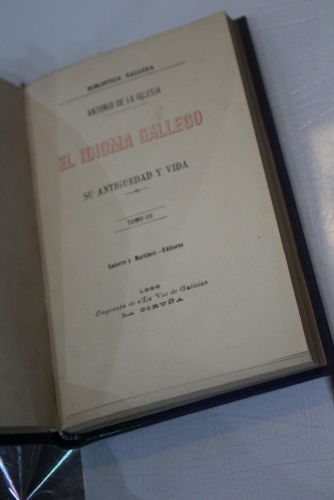 BIBLIOTECA GALLEGA
ANTONIO DE LA IGLESIA
EL IDIOMA GALLEGO
SU ANTIGÜEDAD Y VIDA
TOMO III
Latorre y Martínez—Editores
1886
Imprenta de «La Voz de Galicia»
LA CORUÑA